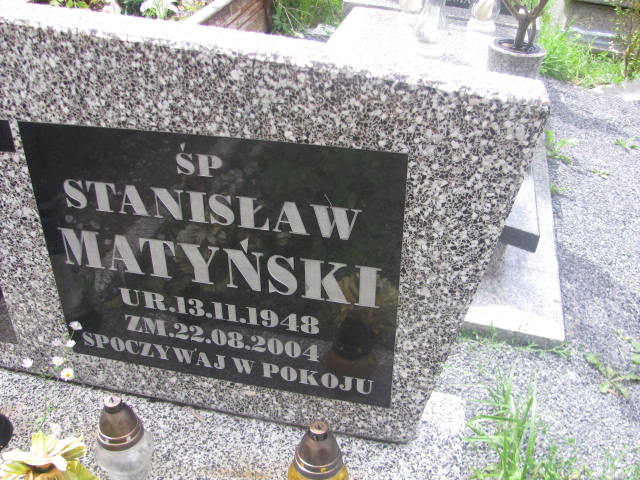 ŚP
STANISŁAW
MATYŃSKI
UR.13.11.1948
ZM.22.08.2004
SPOCZYWAJ W POKOJU